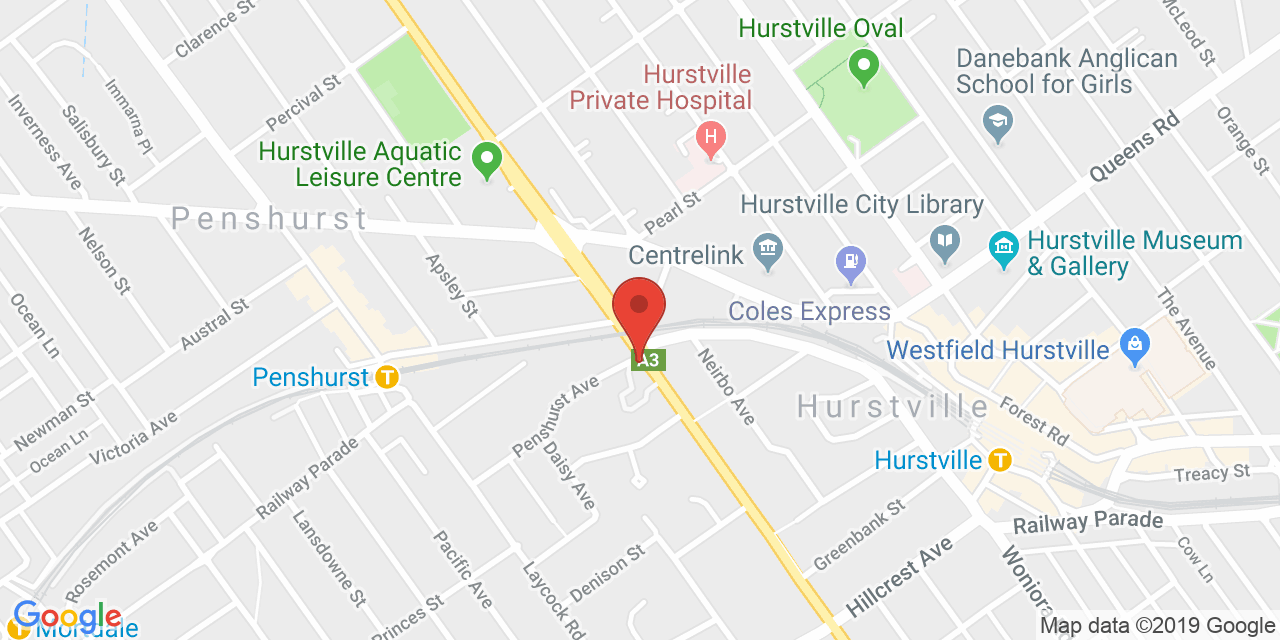 Clarence St
McLeod St
Hurstville Oval
Danebank Anglican
School for Girls
Hurstville
Private Hospital
H
Immarna Pl
Percival St
Salisbury St
Inverness Ave
Orange St
Queens Rd
Hurstville Aquatic
Leisure Centre
Penshurst
Pearl St
Hurstville City Library
Centrelink
Hurstville Museum
& Gallery
Nelson St
Apsley St
Ocean Ln
Austral St
Coles Express
The Avenue
Westfield Hurstville
A3
Penshurst
T
Neirbo Ave
Penshurst Ave
Hurstville
Forest Rd
Newman St
Ocean Ln
Victoria Ave
Railway Parade
Daisy Ave
Hurstville
T
Treacy St
Railway Parade
Greenbank St
Hillcrest Ave
Woniora
Cow Ln
Rosemont Ave
Lansdowne St
Pacific Ave
Laycock Rd
Denison St
Princes St
Google
Mortdale
Map data ©2019 Google